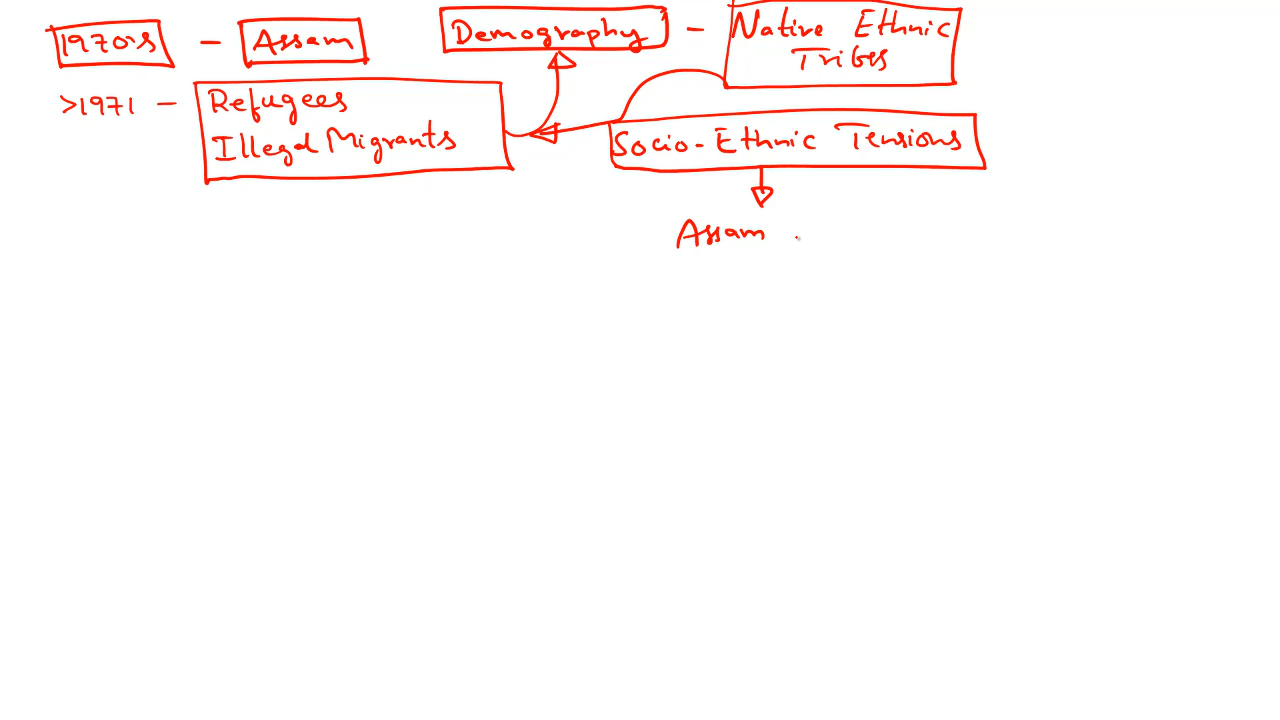 1970's - Assam Demography - Native Ethnic Tribes
>1971 - Refugees
Illegal Migrants
Socio-Ethnic Tensions
Assam